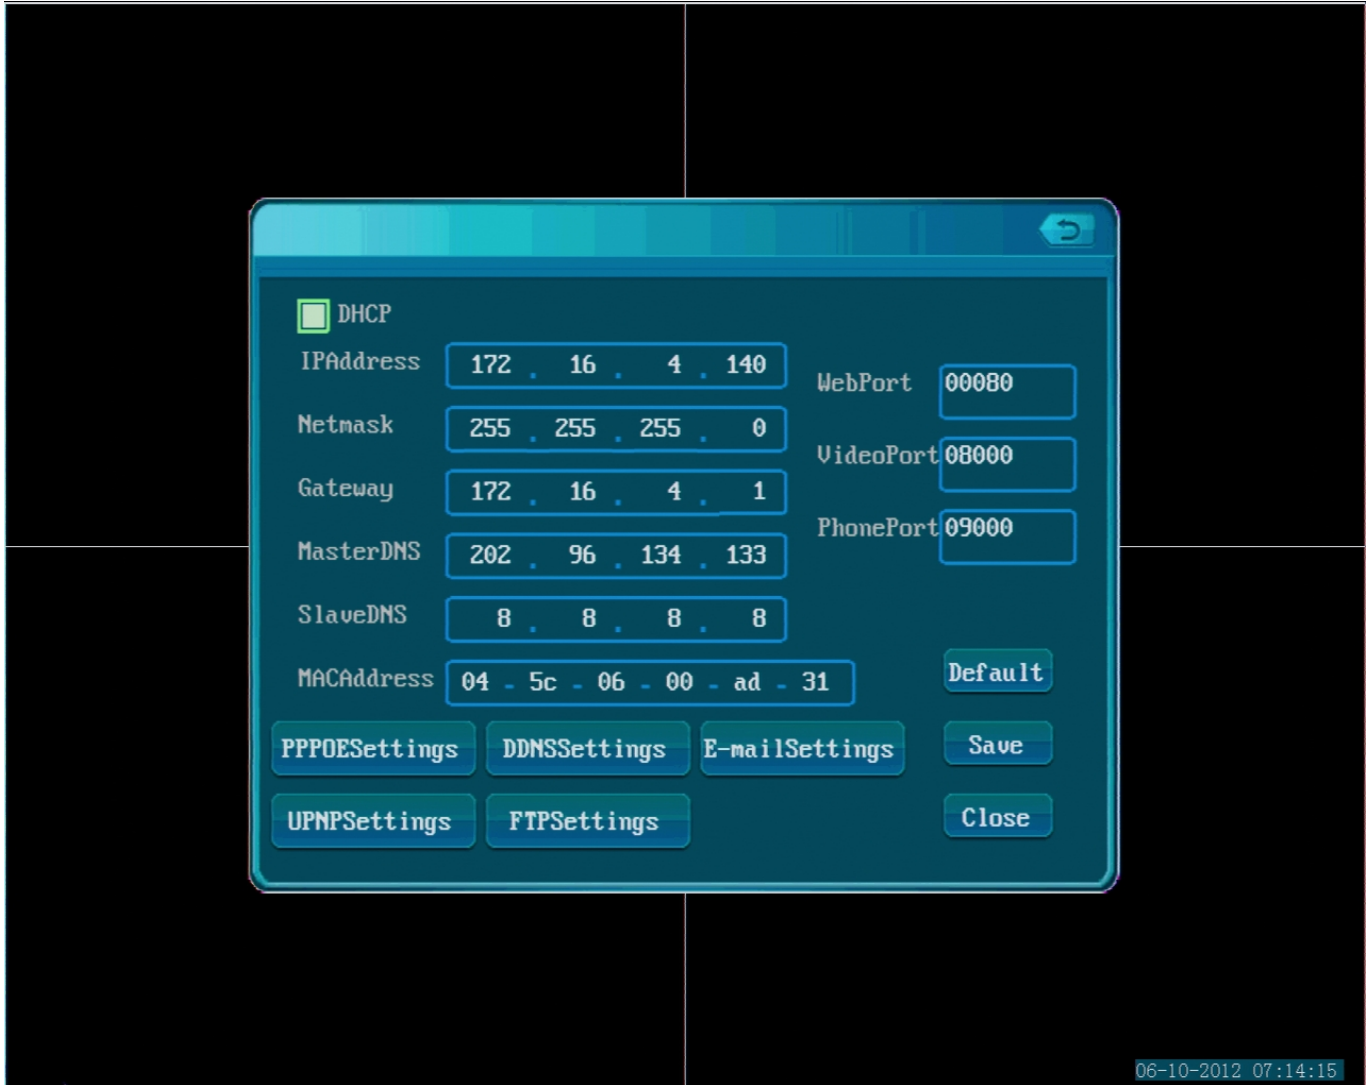 DHCP
IPAddress 172 . 16 . 4 . 140
WebPort 00080
Netmask 255 . 255 . 255 . 0
VideoPort 08000
Gateway 172 . 16 . 4 . 1
PhonePort 09000
MasterDNS 202 . 96 . 134 . 133
SlaveDNS 8 . 8 . 8 . 8
MACAddress 04 - 5c - 06 - 00 - ad - 31
Default
PPPOESettings DDNSSettings E-mailSettings Save
UPNPSettings FTPSettings Close
06-10-2012 07:14:15